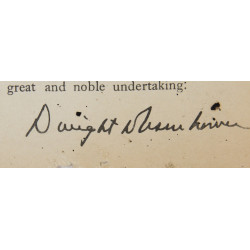 great and noble undertaking:
Dwight D Eisenhower